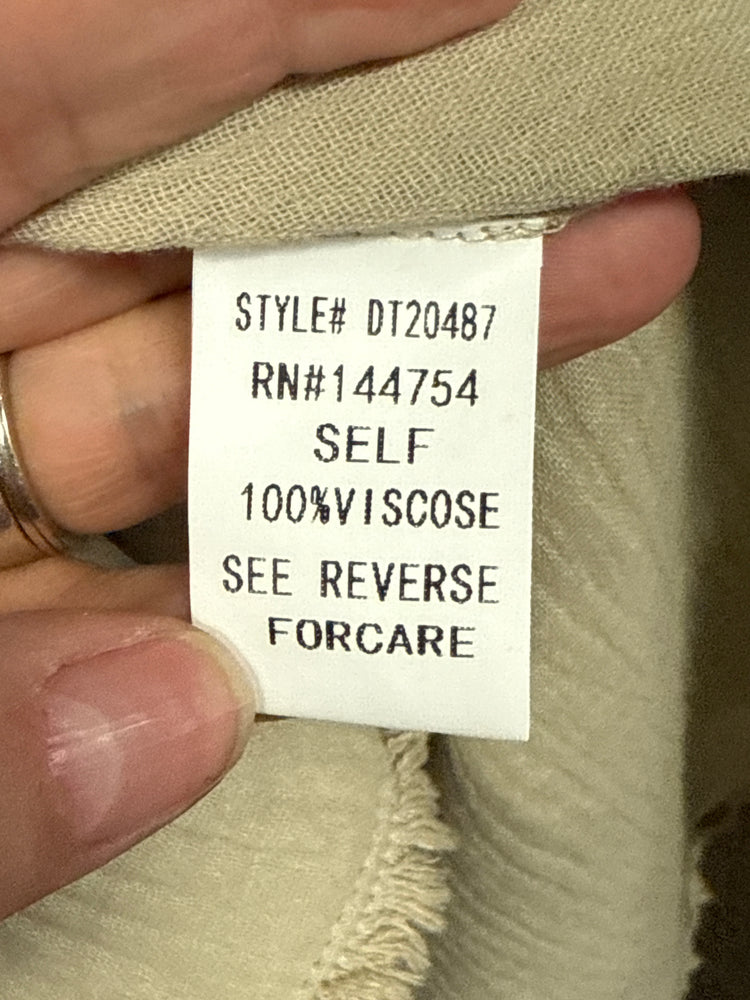 STYLE# DT20487
RN#144754
SELF
100%VISCOSE
SEE REVERSE
FORCARE